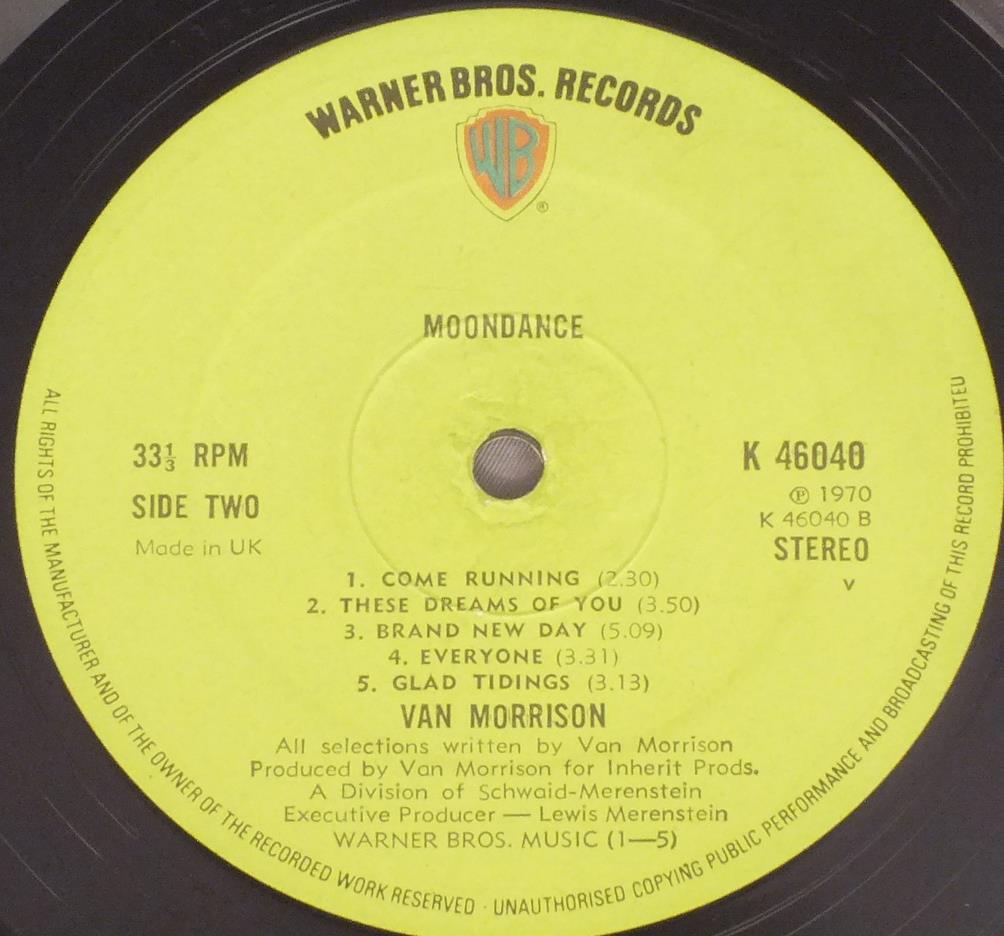 WARNER BROS. RECORDS
WB
®
MOONDANCE
33⅓ RPM
SIDE TWO
Made in UK
K 46040
℗ 1970
K 46040 B
STEREO
V
1. COME RUNNING (2.30)
2. THESE DREAMS OF YOU (3.50)
3. BRAND NEW DAY (5.09)
4. EVERYONE (3.31)
5. GLAD TIDINGS (3.13)
VAN MORRISON
All selections written by Van Morrison
Produced by Van Morrison for Inherit Prods.
A Division of Schwaid-Merenstein
Executive Producer — Lewis Merenstein
WARNER BROS. MUSIC (1—5)
ALL RIGHTS OF THE MANUFACTURER AND OF THE OWNER OF THE RECORDED WORK RESERVED · UNAUTHORISED COPYING PUBLIC PERFORMANCE AND BROADCASTING OF THIS RECORD PROHIBITED